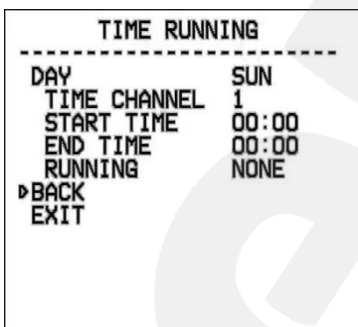 TIME RUNNING
DAY SUN
TIME CHANNEL 1
START TIME 00:00
END TIME 00:00
RUNNING NONE
BACK
EXIT